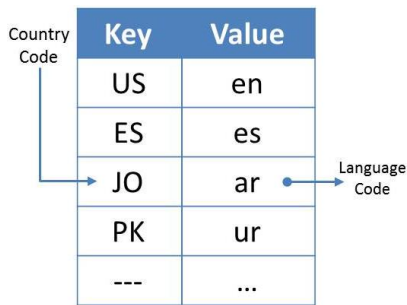 Country
Code
Key Value
US en
ES es
JO ar
PK ur
--- ...
Language
Code